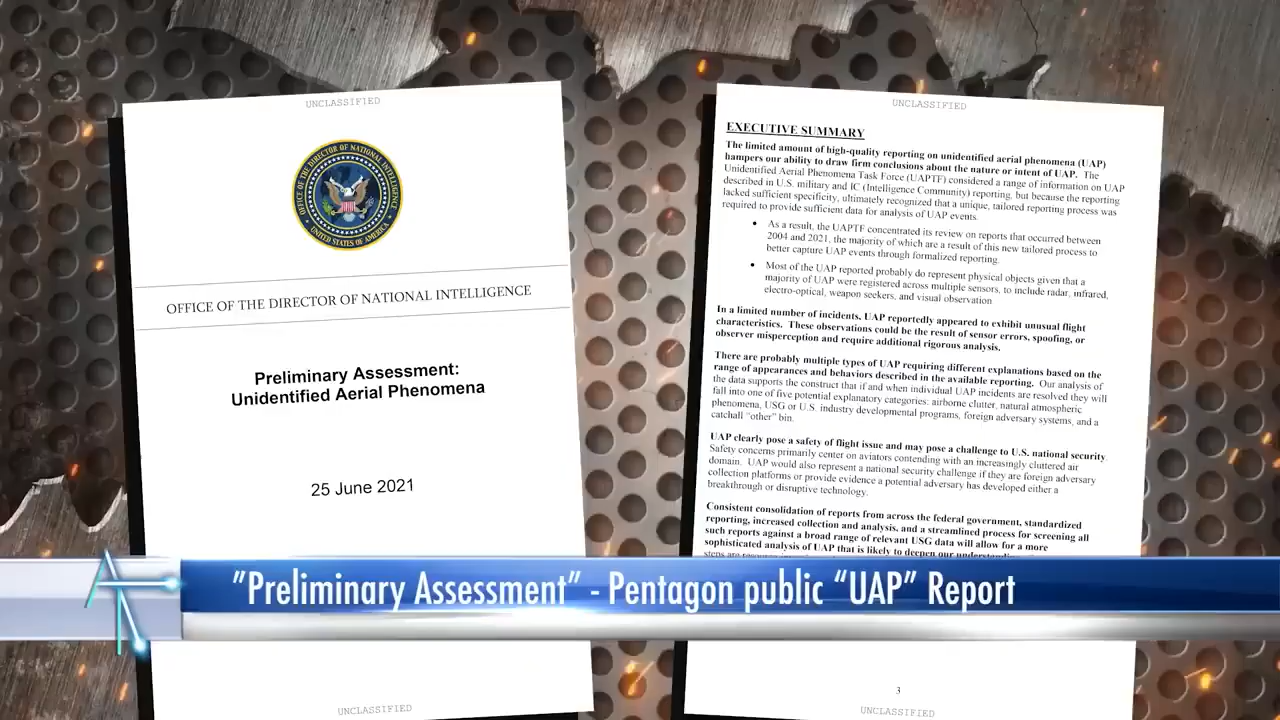 UNCLASSIFIED
OFFICE OF THE DIRECTOR OF NATIONAL INTELLIGENCE
UNITED STATES OF AMERICA
OFFICE OF THE DIRECTOR OF NATIONAL INTELLIGENCE
Preliminary Assessment:
Unidentified Aerial Phenomena
25 June 2021
UNCLASSIFIED
UNCLASSIFIED
EXECUTIVE SUMMARY
The limited amount of high-quality reporting on unidentified aerial phenomena (UAP)
hampers our ability to draw firm conclusions about the nature or intent of UAP. The
Unidentified Aerial Phenomena Task Force (UAPTF) considered a range of information on UAP
described in U.S. military and IC (Intelligence Community) reporting, but because the reporting
lacked sufficient specificity, ultimately recognized that a unique, tailored reporting process was
required to provide sufficient data for analysis of UAP events.
• As a result, the UAPTF concentrated its review on reports that occurred between
2004 and 2021, the majority of which are a result of this new tailored process to
better capture UAP events through formalized reporting.
• Most of the UAP reported probably do represent physical objects given that a
majority of UAP were registered across multiple sensors, to include radar, infrared,
electro-optical, weapon seekers, and visual observation
In a limited number of incidents, UAP reportedly appeared to exhibit unusual flight
characteristics. These observations could be the result of sensor errors, spoofing, or
observer misperception and require additional rigorous analysis.
There are probably multiple types of UAP requiring different explanations based on the
range of appearances and behaviors described in the available reporting. Our analysis of
the data supports the construct that if and when individual UAP incidents are resolved they will
fall into one of five potential explanatory categories: airborne clutter, natural atmospheric
phenomena, USG or U.S. industry developmental programs, foreign adversary systems, and a
catchall “other” bin.
UAP clearly pose a safety of flight issue and may pose a challenge to U.S. national security
Safety concerns primarily center on aviators contending with an increasingly cluttered air
domain. UAP would also represent a national security challenge if they are foreign adversary
collection platforms or provide evidence a potential adversary has developed either a
breakthrough or disruptive technology.
Consistent consolidation of reports from across the federal government, standardized
reporting, increased collection and analysis, and a streamlined process for screening all
such reports against a broad range of relevant USG data will allow for a more
sophisticated analysis of UAP that is likely to deepen our
steps are
3
UNCLASSIFIED
AT
”Preliminary Assessment” - Pentagon public “UAP” Report